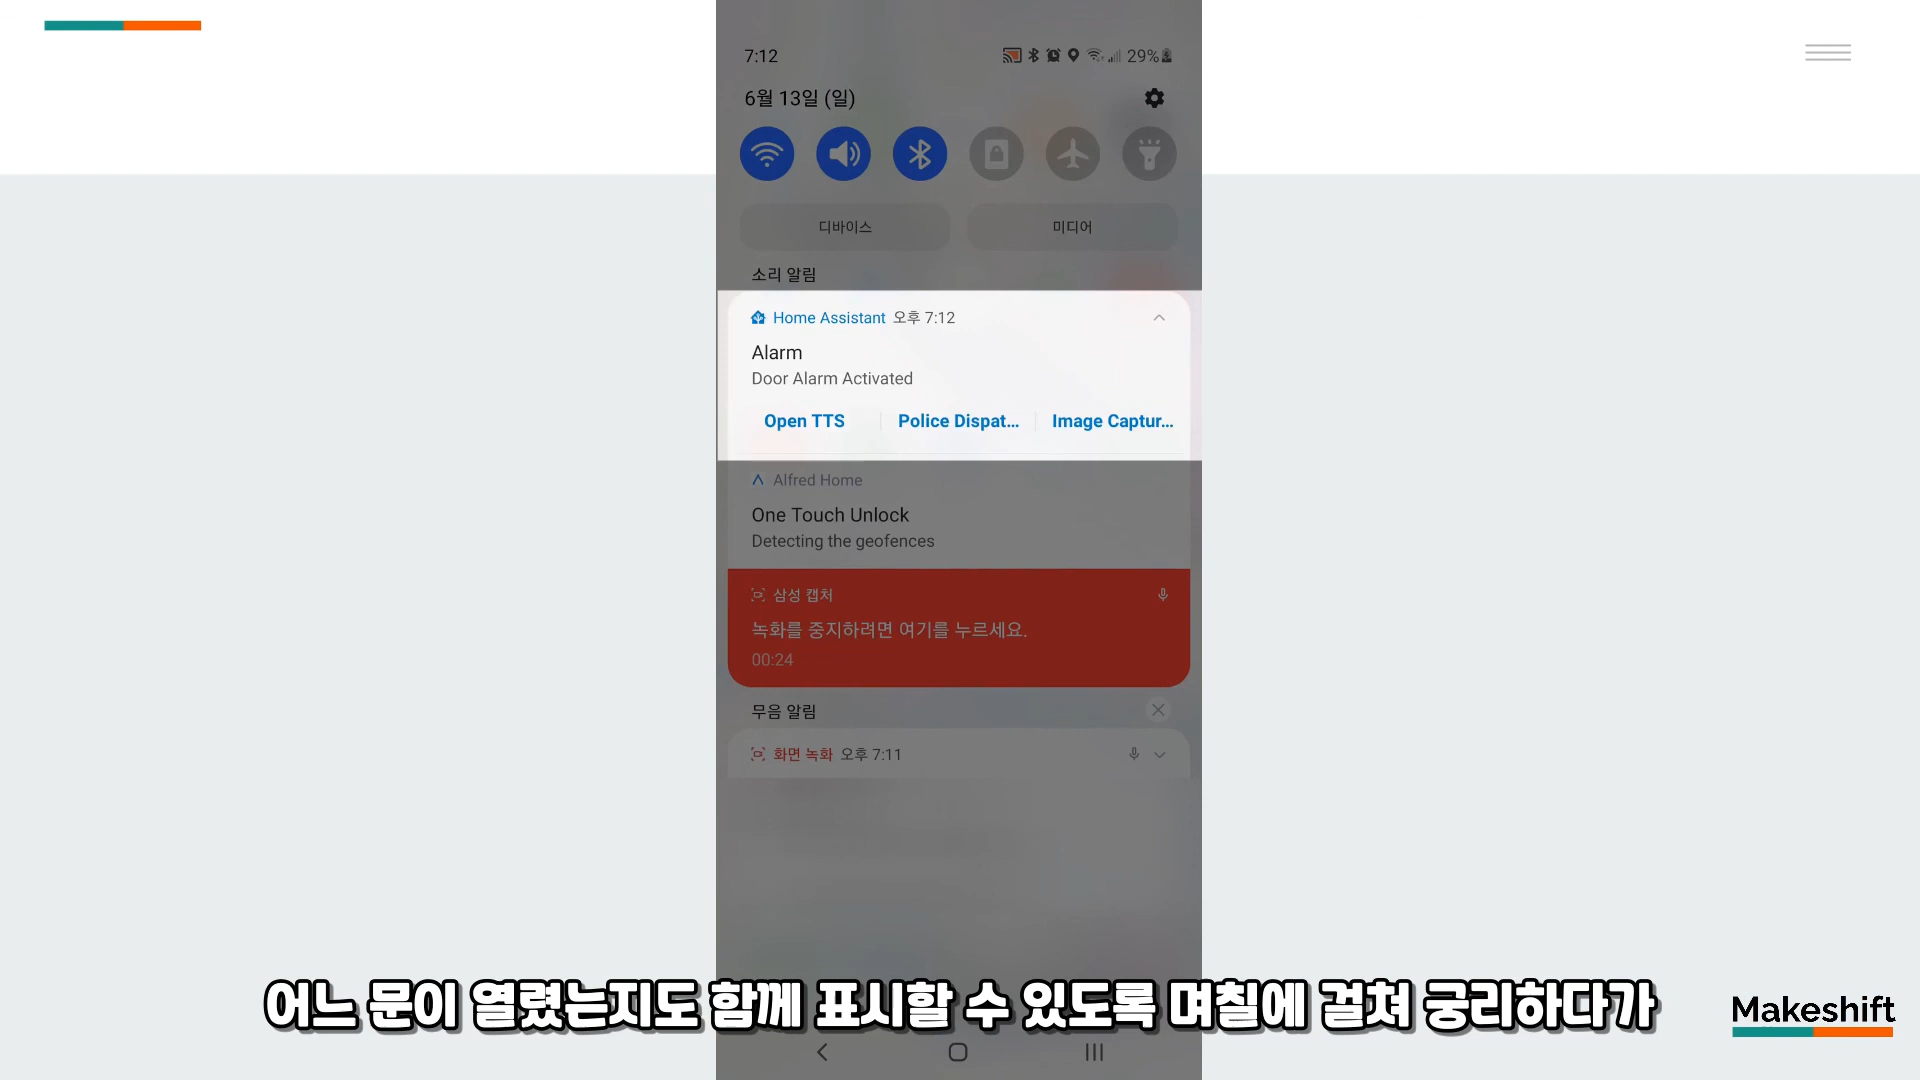 7:12
29%
6월 13일 (일)
디바이스
미디어
소리 알림
Home Assistant 오후 7:12
Alarm
Door Alarm Activated
Open TTS
Police Dispat...
Image Captur...
Alfred Home
One Touch Unlock
Detecting the geofences
삼성 캡처
녹화를 중지하려면 여기를 누르세요.
00:24
무음 알림
화면 녹화 오후 7:11
어느 문이 열렸는지도 함께 표시할 수 있도록 며칠에 걸쳐 궁리하다가
Makeshift